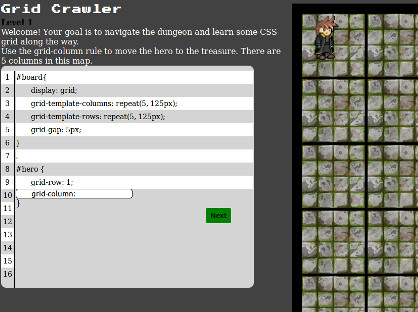 Grid Crawler
Level 1
Welcome! Your goal is to navigate the dungeon and learn some CSS
grid along the way.
Use the grid-column rule to move the hero to the treasure. There are
5 columns in this map.
1 #board{
2 display: grid;
3 grid-template-columns: repeat(5, 125px);
4 grid-template-rows: repeat(5, 125px);
5 grid-gap: 5px;
6 }
7
8 #hero {
9 grid-row: 1;
10 grid-column:
11 }
12
Next
13
14
15
16